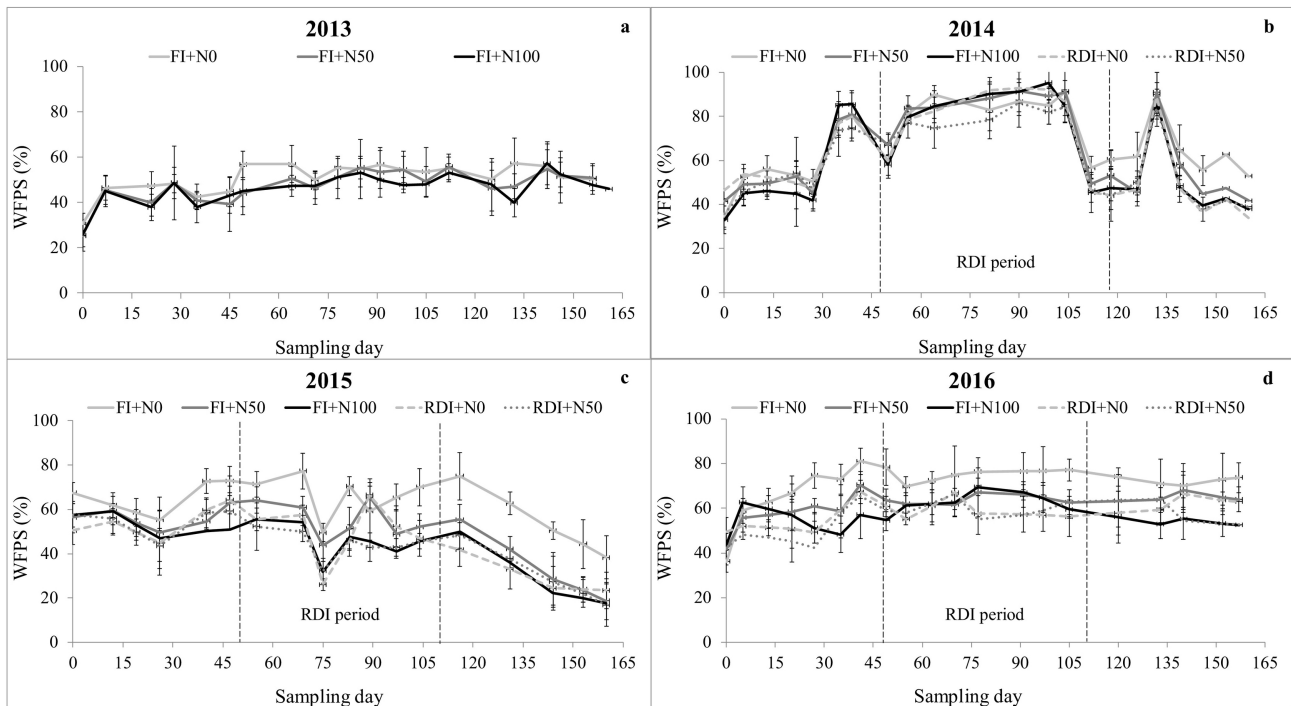 2013
a
FI+N0 FI+N50 FI+N100
WFPS (%)
100
80
60
40
20
0
0 15 30 45 60 75 90 105 120 135 150 165
Sampling day
2014
b
FI+N0 FI+N50 FI+N100 RDI+N0 RDI+N50
WFPS (%)
100
80
60
40
20
0
RDI period
0 15 30 45 60 75 90 105 120 135 150 165
Sampling day
2015
c
FI+N0 FI+N50 FI+N100 RDI+N0 RDI+N50
WFPS (%)
100
80
60
40
20
0
RDI period
0 15 30 45 60 75 90 105 120 135 150 165
Sampling day
2016
d
FI+N0 FI+N50 FI+N100 RDI+N0 RDI+N50
WFPS (%)
100
80
60
40
20
0
RDI period
0 15 30 45 60 75 90 105 120 135 150 165
Sampling day